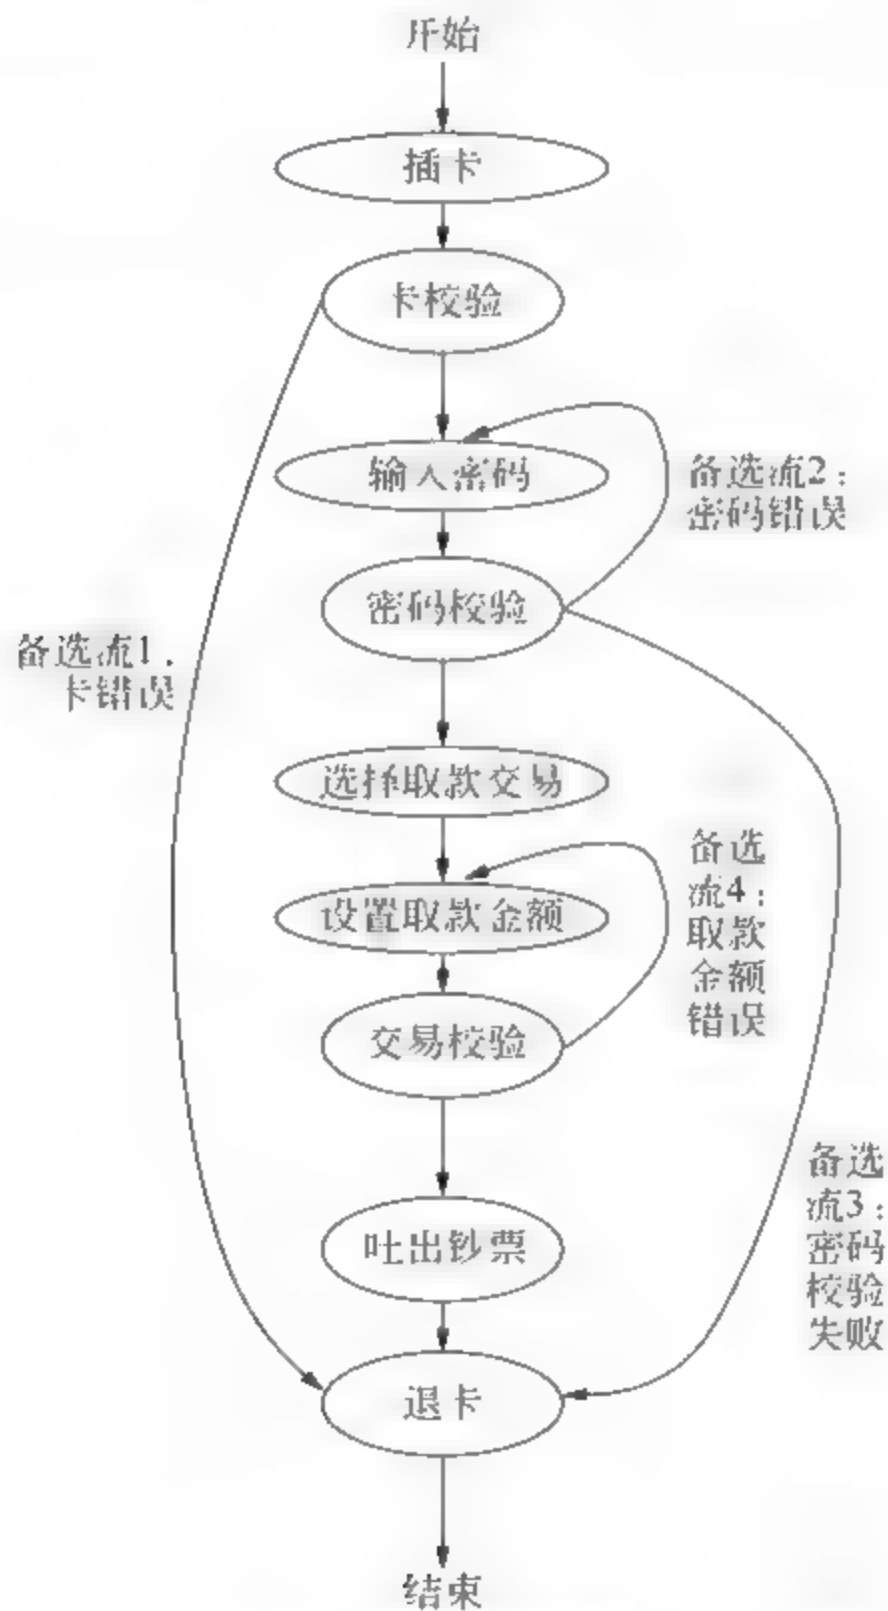 开始
插卡
卡校验
输入密码
备选流2：
密码错误
密码校验
备选流1．
卡错误
选择取款交易
备选
流4：
取款
金额
错误
设置取款金额
交易校验
备选
流3：
密码
校验
失败
吐出钞票
退卡
结束